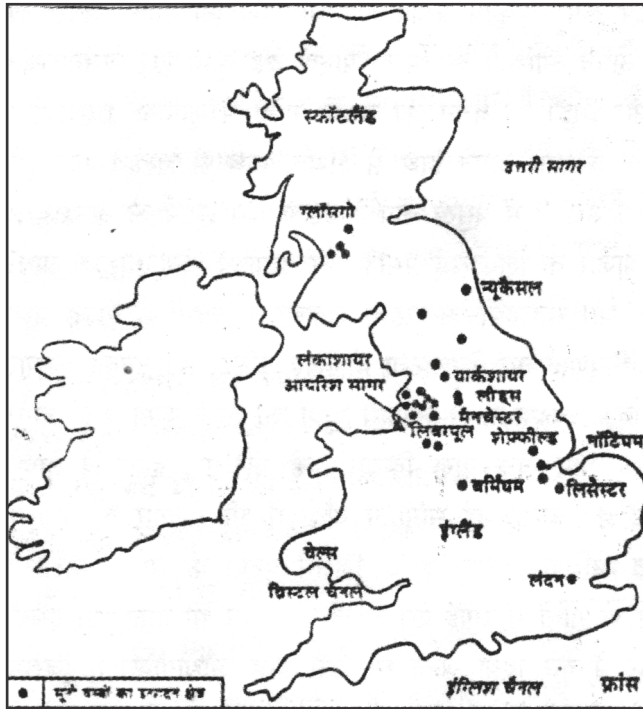 स्कॉटलैंड
उत्तरी सागर
ग्लॉसगो
न्यूकैसल
लंकाशायर
यार्कशायर
आयरिश सागर
लीड्स
मैनचेस्टर
लिवरपूल
शेफ़फील्ड
नॉटिंघम
बर्मिंघम
लिसेस्टर
इंग्लैंड
वेल्स
ब्रिस्टल चैनल
लंदन
इंग्लिश चैनल
फ्रांस
सूती वस्त्रों का उत्पादन क्षेत्र